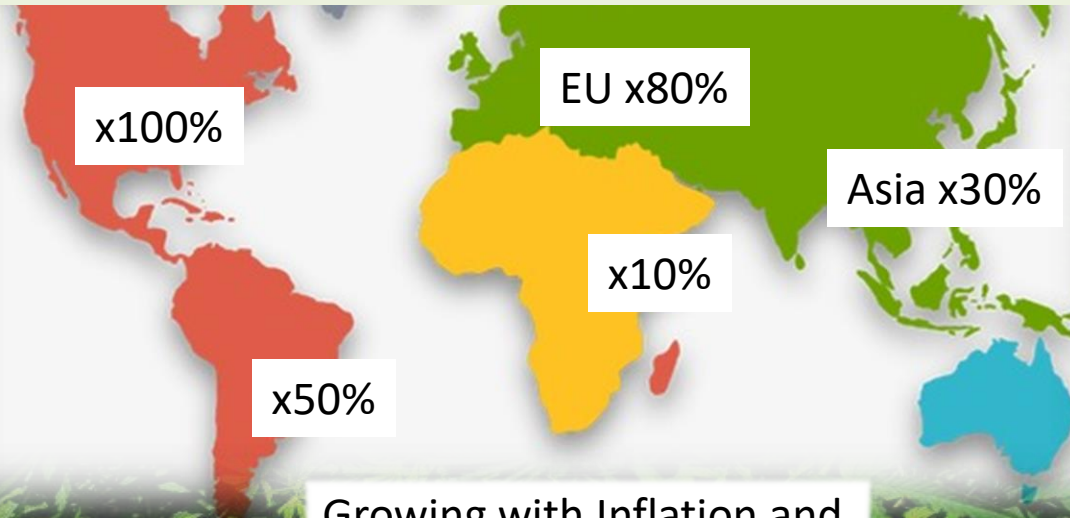 x100%
EU x80%
Asia x30%
x10%
x50%
Growing with Inflation and